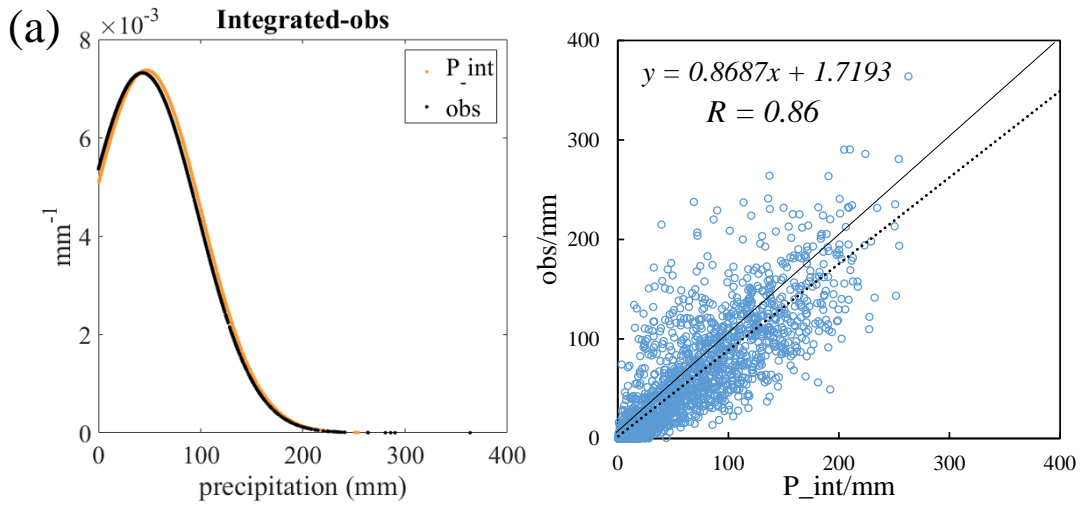 (a)
×10⁻³
Integrated-obs
8
6
4
2
0
mm⁻¹
P_int
obs
0
100
200
300
400
precipitation (mm)
y = 0.8687x + 1.7193
R = 0.86
400
300
200
100
0
obs/mm
0
100
200
300
400
P_int/mm